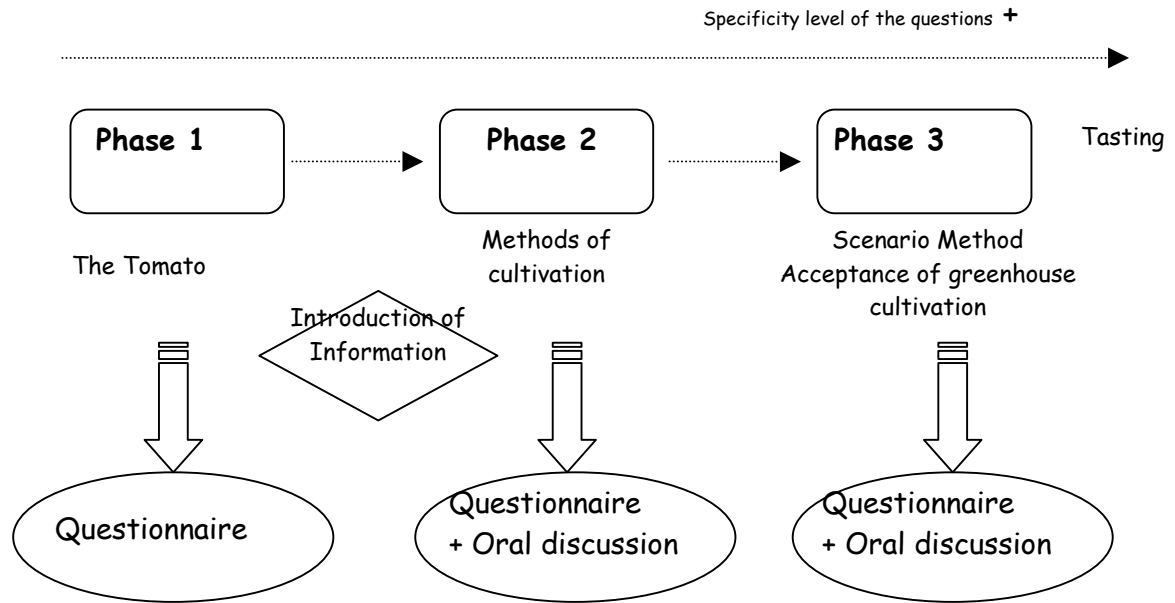 Specificity level of the questions +
Phase 1
Phase 2
Phase 3
Tasting
The Tomato
Methods of
cultivation
Scenario Method
Acceptance of greenhouse
cultivation
Introduction of
Information
Questionnaire
Questionnaire
+ Oral discussion
Questionnaire
+ Oral discussion